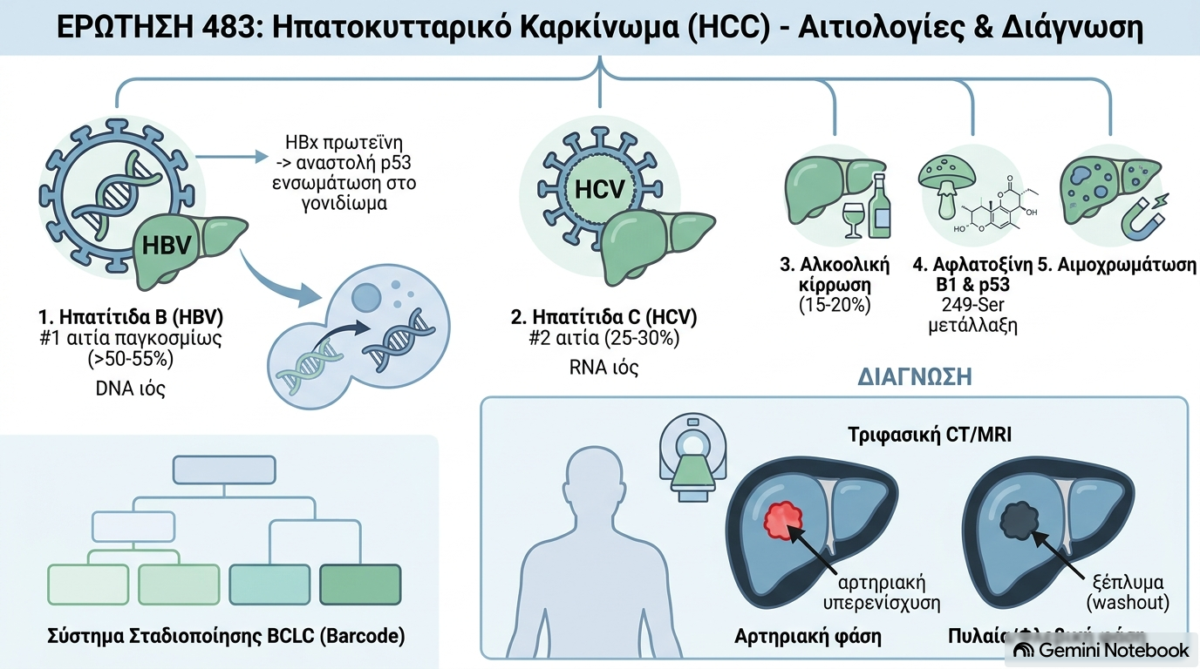 ΕΡΩΤΗΣΗ 483: Ηπατοκυτταρικό Καρκίνωμα (HCC) - Αιτιολογίες & Διάγνωση
HBx πρωτεΐνη
-> αναστολή p53
ενσωμάτωση στο
γονιδίωμα
HBV
1. Ηπατίτιδα B (HBV)
#1 αιτία παγκοσμίως
(>50-55%)
DNA ιός
HCV
2. Ηπατίτιδα C (HCV)
#2 αιτία (25-30%)
RNA ιός
3. Αλκοολική
κίρρωση
(15-20%)
O
OH
HO
O
4. Αφλατοξίνη
B1 & p53
249-Ser
μετάλλαξη
5. Αιμοχρωμάτωση
ΔΙΑΓΝΩΣΗ
Τριφασική CT/MRI
αρτηριακή
υπερενίσχυση
Αρτηριακή φάση
ξέπλυμα
(washout)
Σύστημα Σταδιοποίησης BCLC (Barcode)
Gemini Notebook